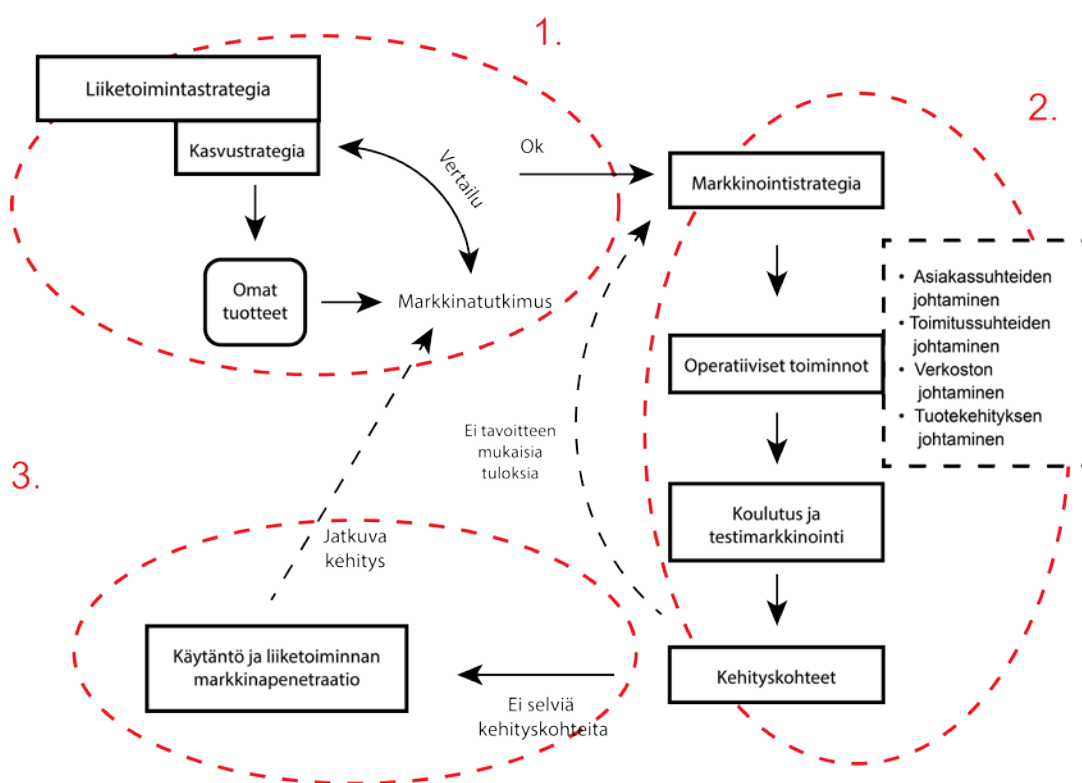 1.
Liiketoimintastrategia
Kasvustrategia
Vertailu
Omat
tuotteet
Markkinatutkimus
Ok
2.
Markkinointistrategia
Operatiiviset toiminnot
• Asiakassuhteiden
johtaminen
• Toimitussuhteiden
johtaminen
• Verkoston
johtaminen
• Tuotekehityksen
johtaminen
Koulutus ja
testimarkkinointi
Kehityskohteet
Ei tavoitteen
mukaisia
tuloksia
Ei selviä
kehityskohteita
3.
Käytäntö ja liiketoiminnan
markkinapenetraatio
Jatkuva
kehitys